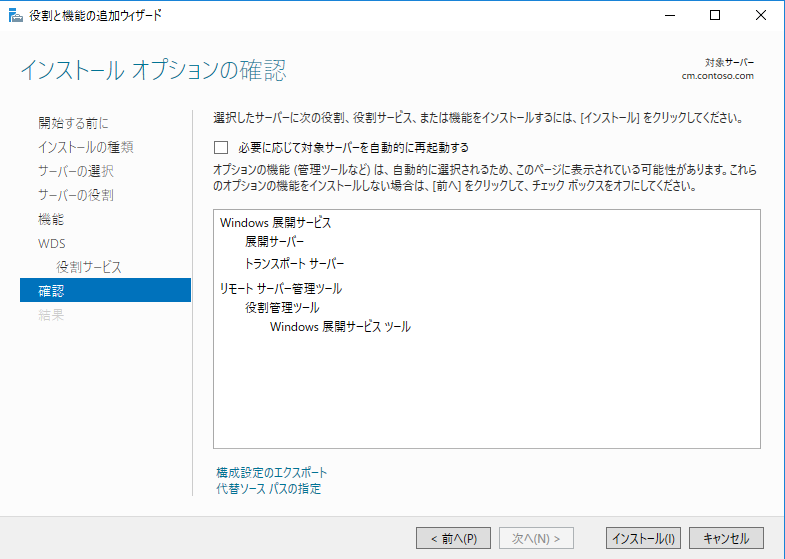 役割と機能の追加ウィザード
インストール オプションの確認
対象サーバー
cm.contoso.com
開始する前に
インストールの種類
サーバーの選択
サーバーの役割
機能
WDS
役割サービス
確認
結果
選択したサーバーに次の役割、役割サービス、または機能をインストールするには、[インストール] をクリックしてください。
必要に応じて対象サーバーを自動的に再起動する
オプションの機能 (管理ツールなど) は、自動的に選択されるため、このページに表示されている可能性があります。これら
のオプションの機能をインストールしない場合は、[前へ] をクリックして、チェック ボックスをオフにしてください。
Windows 展開サービス
展開サーバー
トランスポート サーバー
リモート サーバー管理ツール
役割管理ツール
Windows 展開サービス ツール
構成設定のエクスポート
代替ソース パスの指定
< 前へ(P)
次へ(N) >
インストール(I)
キャンセル